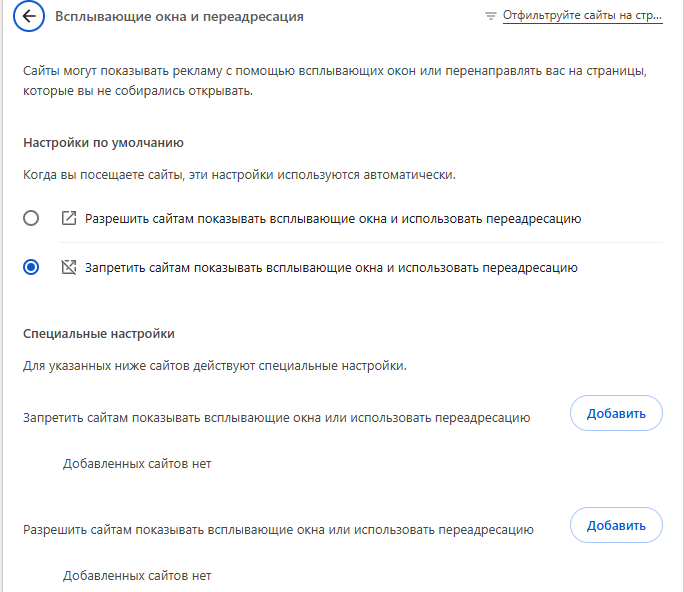 Всплывающие окна и переадресация
Отфильтруйте сайты на стр...
Сайты могут показывать рекламу с помощью всплывающих окон или перенаправлять вас на страницы,
которые вы не собирались открывать.
Настройки по умолчанию
Когда вы посещаете сайты, эти настройки используются автоматически.
Разрешить сайтам показывать всплывающие окна и использовать переадресацию
Запретить сайтам показывать всплывающие окна и использовать переадресацию
Специальные настройки
Для указанных ниже сайтов действуют специальные настройки.
Запретить сайтам показывать всплывающие окна или использовать переадресацию
Добавить
Добавленных сайтов нет
Разрешить сайтам показывать всплывающие окна или использовать переадресацию
Добавить
Добавленных сайтов нет